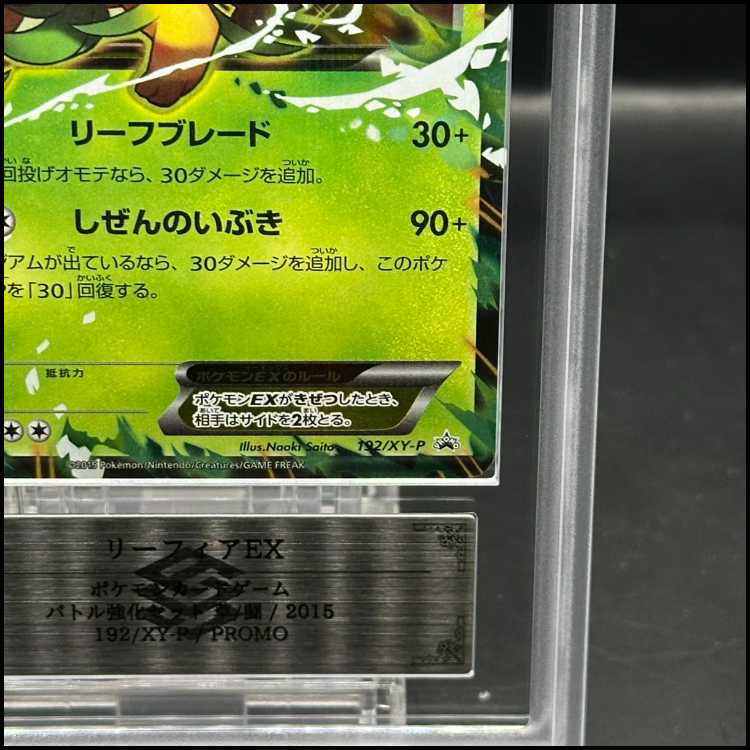 リーフブレード 30+
回投げオモテなら、30ダメージを追加。
しぜんのいぶき 90+
アムが出ているなら、30ダメージを追加し、このポケ
を「30」回復する。
抵抗力
ポケモンEXのルール
ポケモンEXがきぜつしたとき、
相手はサイドを2枚とる。
Illus.Naoki Saito 192/XY-P
©2015 Pokémon/Nintendo/Creatures/GAME FREAK
リーフィアEX
ポケモンカードゲーム
バトル強化セット 草/闘 / 2015
192/XY-P / PROMO